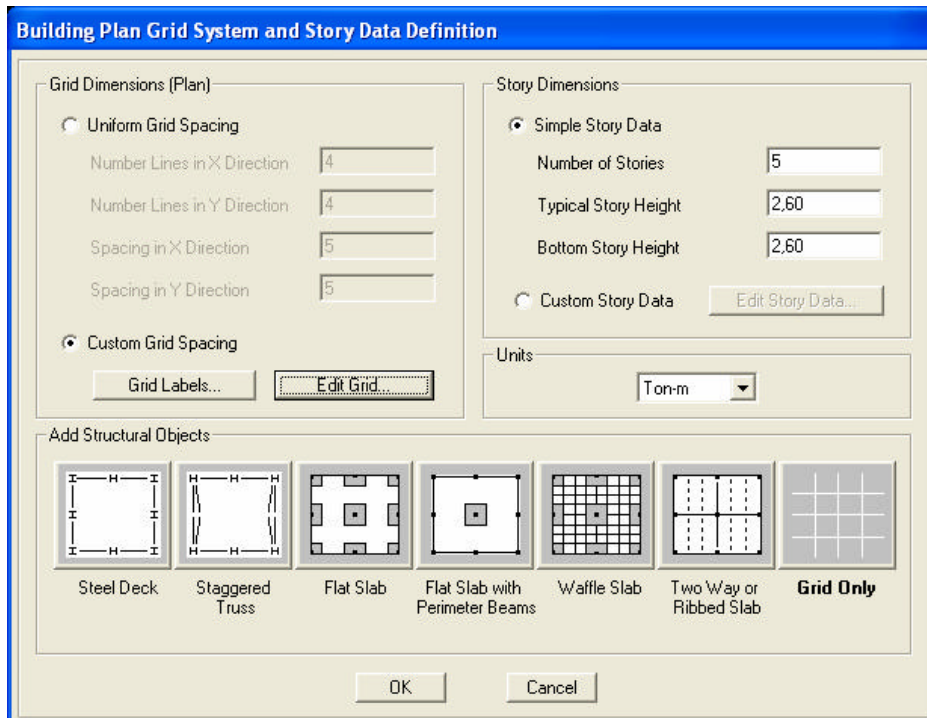 Building Plan Grid System and Story Data Definition
Grid Dimensions (Plan)
Uniform Grid Spacing
Number Lines in X Direction 4
Number Lines in Y Direction 4
Spacing in X Direction 5
Spacing in Y Direction 5
Custom Grid Spacing
Grid Labels... Edit Grid...
Story Dimensions
Simple Story Data
Number of Stories 5
Typical Story Height 2,60
Bottom Story Height 2,60
Custom Story Data Edit Story Data...
Units
Ton-m
Add Structural Objects
Steel Deck
Staggered
Truss
Flat Slab
Flat Slab with
Perimeter Beams
Waffle Slab
Two Way or
Ribbed Slab
Grid Only
OK Cancel